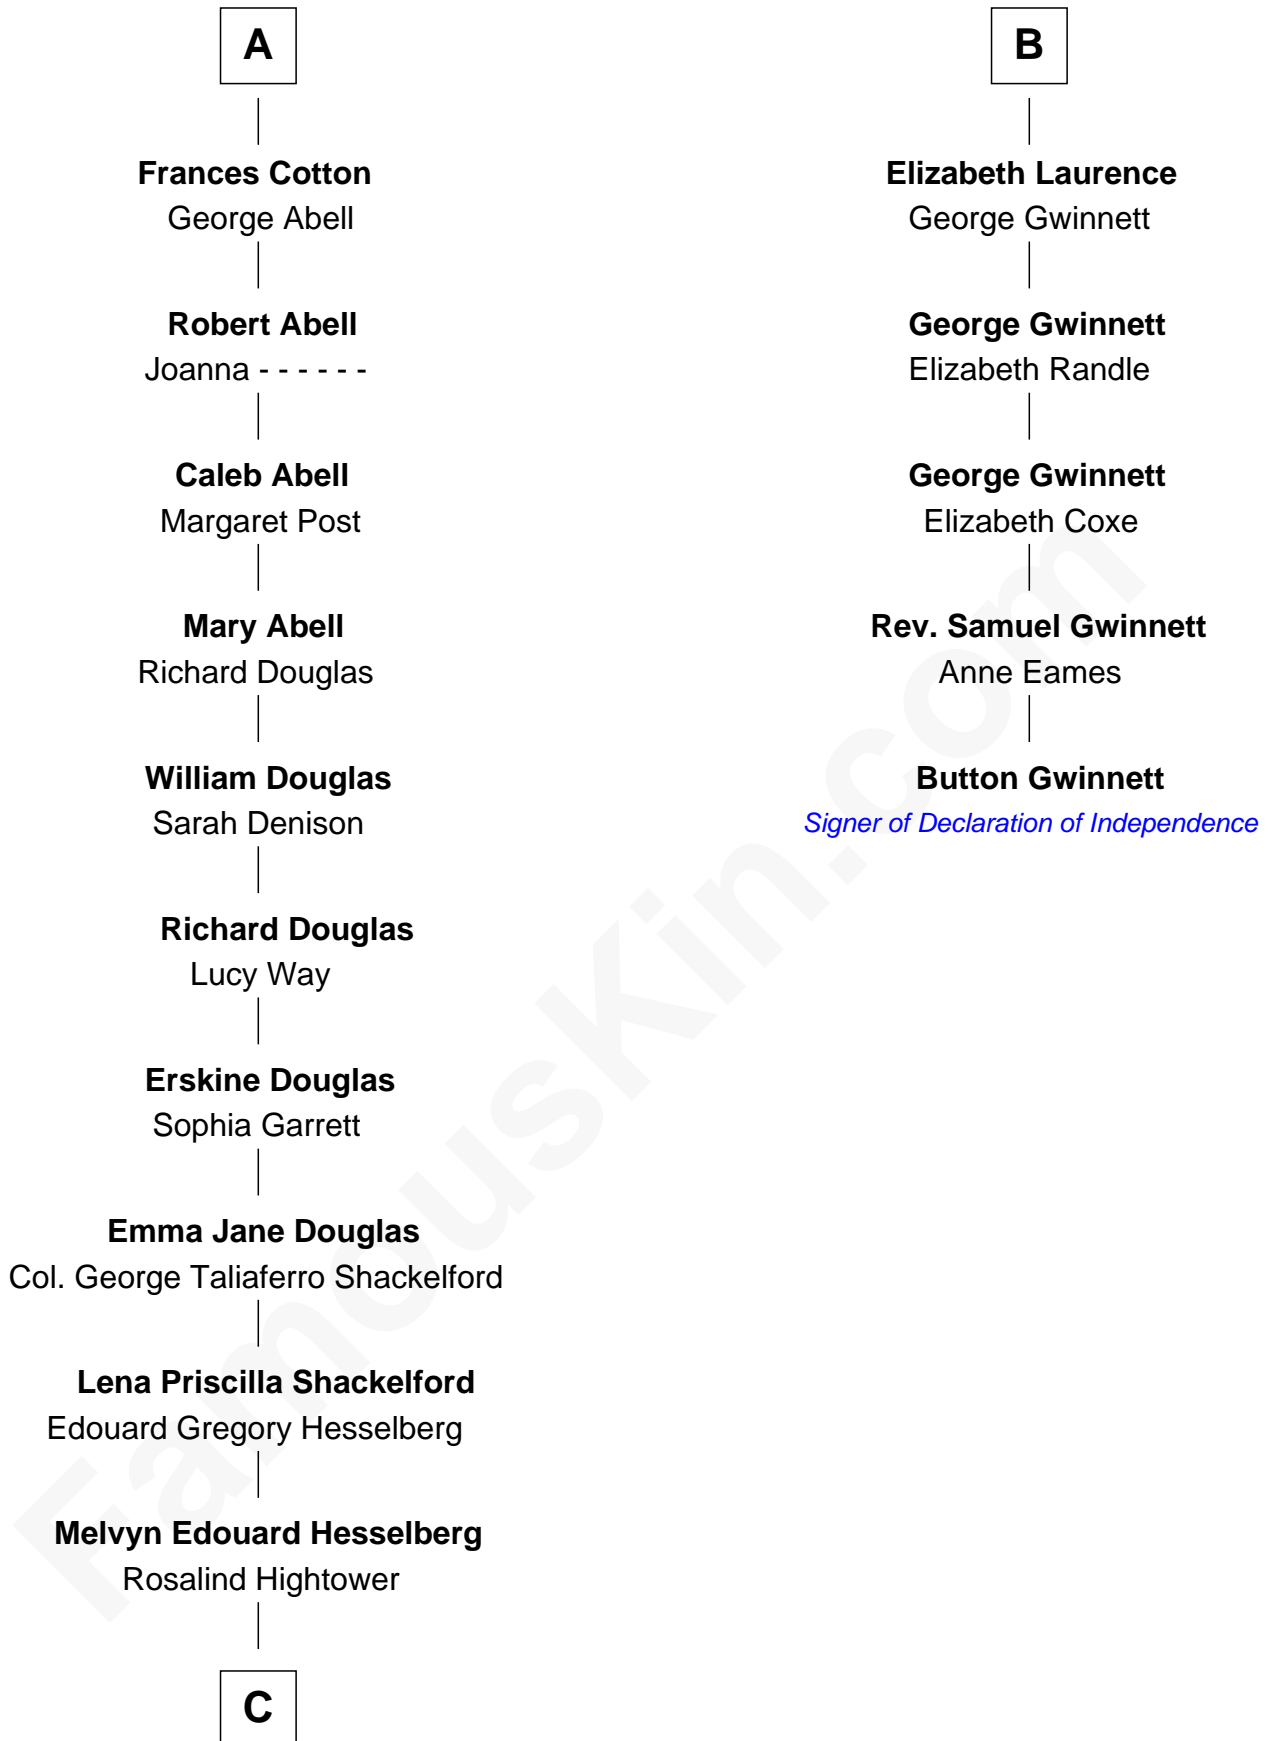 A
Frances Cotton
George Abell
Robert Abell
Joanna - - - - - -
Caleb Abell
Margaret Post
Mary Abell
Richard Douglas
William Douglas
Sarah Denison
Richard Douglas
Lucy Way
Erskine Douglas
Sophia Garrett
Emma Jane Douglas
Col. George Taliaferro Shackelford
Lena Priscilla Shackelford
Edouard Gregory Hesselberg
Melvyn Edouard Hesselberg
Rosalind Hightower
C
B
Elizabeth Laurence
George Gwinnett
George Gwinnett
Elizabeth Randle
George Gwinnett
Elizabeth Coxe
Rev. Samuel Gwinnett
Anne Eames
Button Gwinnett
Signer of Declaration of Independence
FamousKin.com